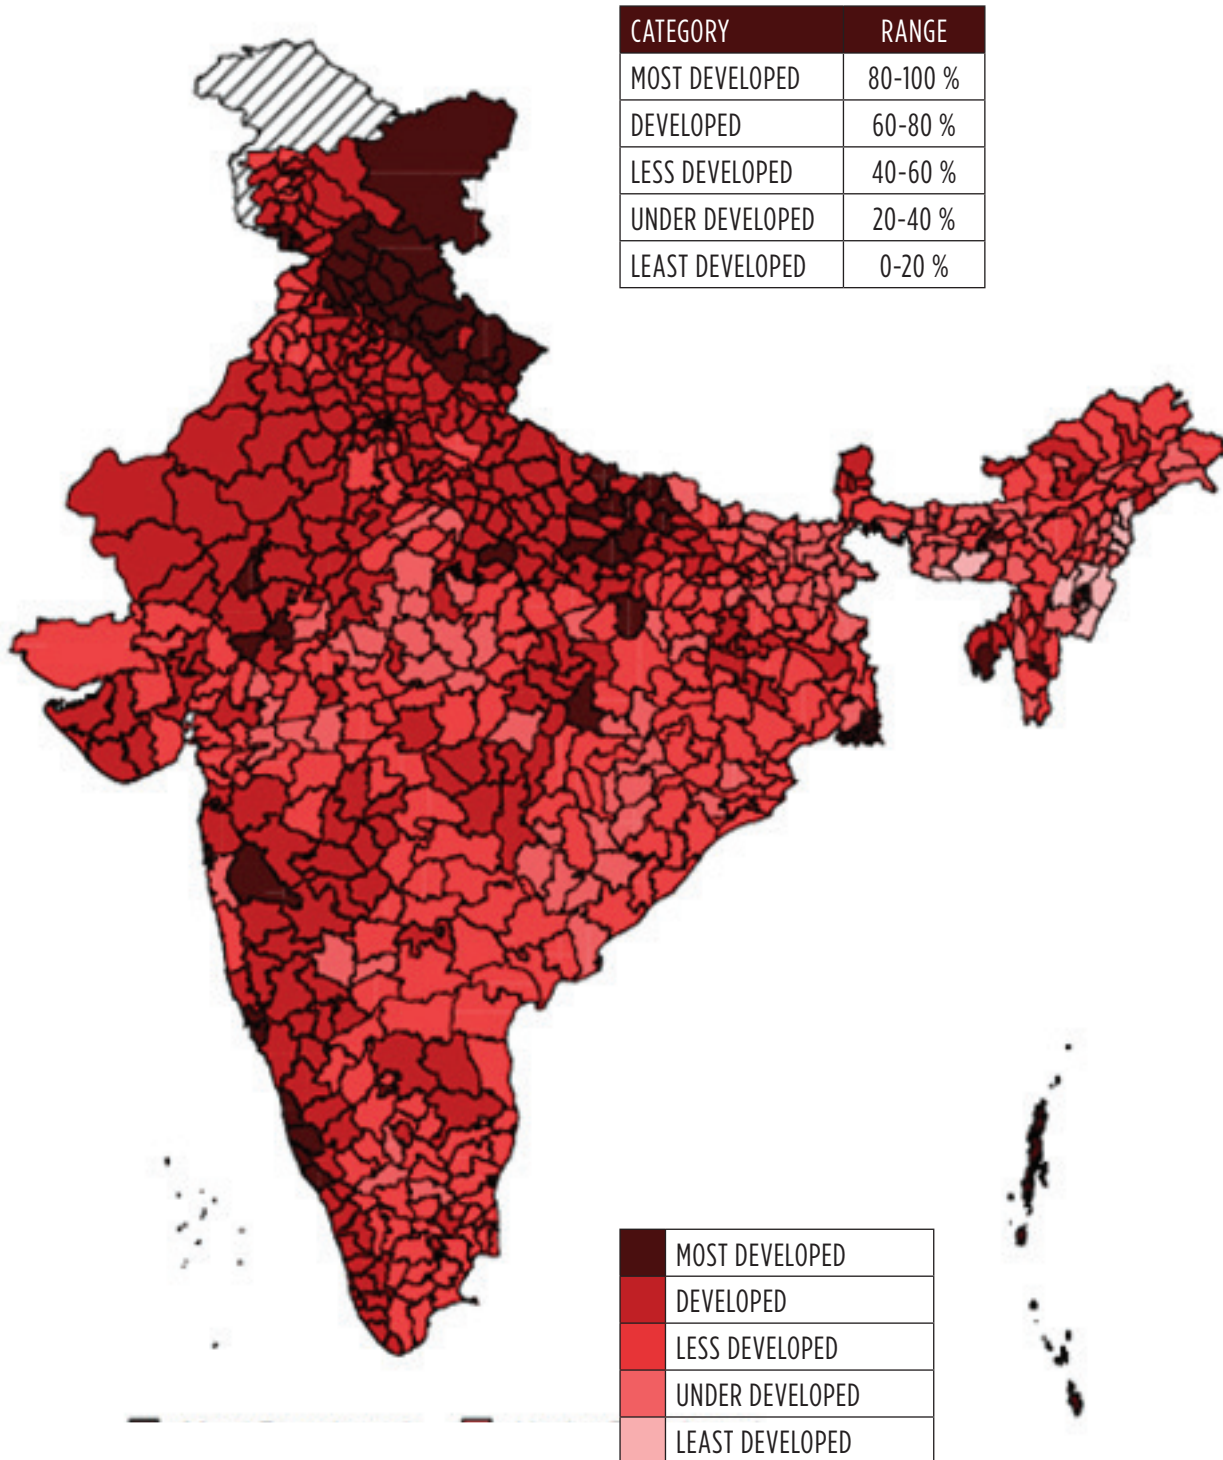 CATEGORY RANGE
MOST DEVELOPED 80-100 %
DEVELOPED 60-80 %
LESS DEVELOPED 40-60 %
UNDER DEVELOPED 20-40 %
LEAST DEVELOPED 0-20 %
MOST DEVELOPED
DEVELOPED
LESS DEVELOPED
UNDER DEVELOPED
LEAST DEVELOPED